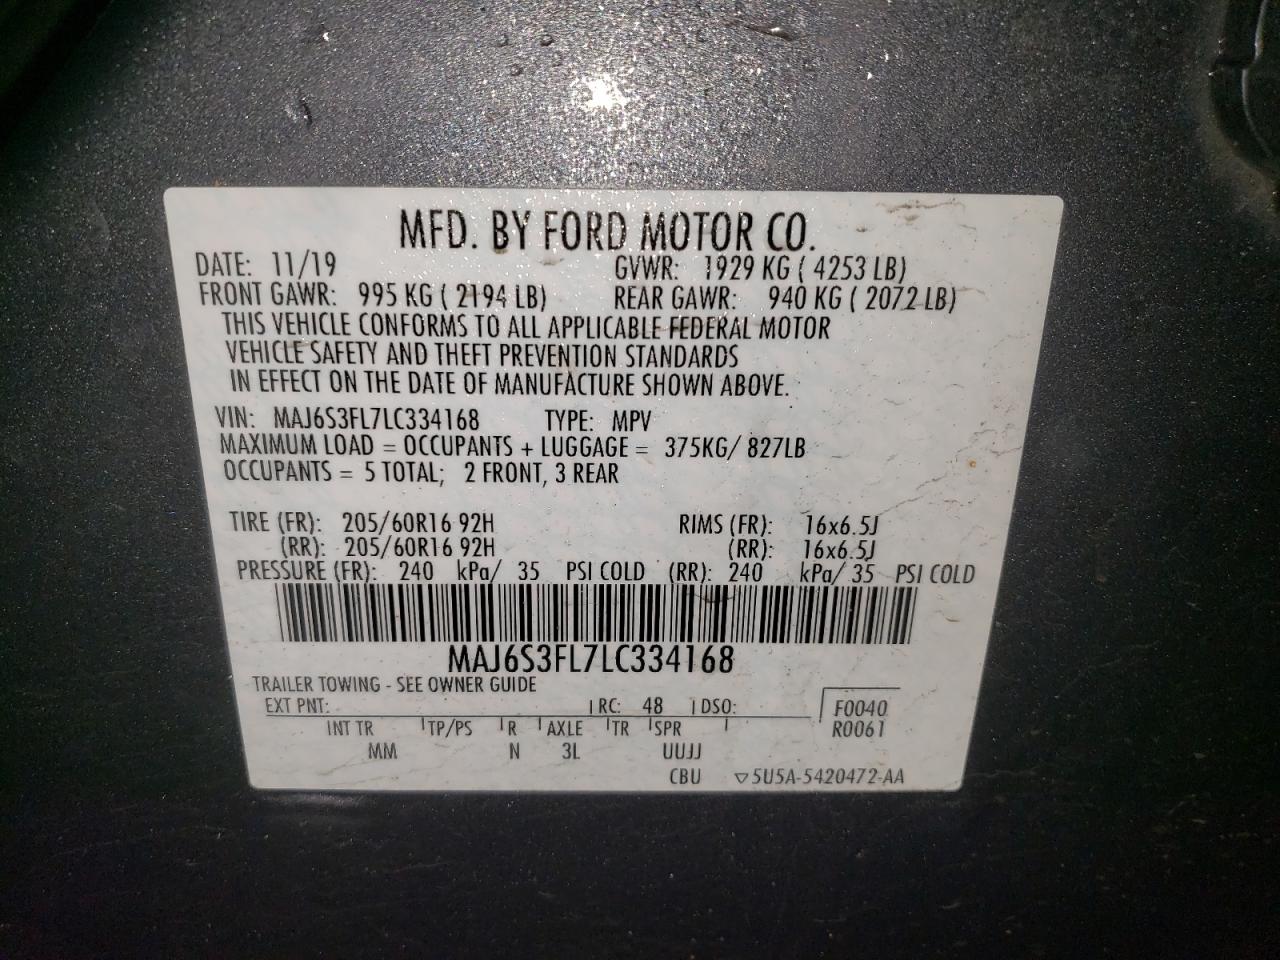 MFD. BY FORD MOTOR CO.
DATE: 11/19 GVWR: 1929 KG ( 4253 LB)
FRONT GAWR: 995 KG ( 2194 LB) REAR GAWR: 940 KG ( 2072 LB)
THIS VEHICLE CONFORMS TO ALL APPLICABLE FEDERAL MOTOR
VEHICLE SAFETY AND THEFT PREVENTION STANDARDS
IN EFFECT ON THE DATE OF MANUFACTURE SHOWN ABOVE.
VIN: MAJ6S3FL7LC334168 TYPE: MPV
MAXIMUM LOAD = OCCUPANTS + LUGGAGE = 375KG/ 827LB
OCCUPANTS = 5 TOTAL; 2 FRONT, 3 REAR
TIRE (FR): 205/60R16 92H RIMS (FR): 16x6.5J
(RR): 205/60R16 92H (RR): 16x6.5J
PRESSURE (FR): 240 kPa/ 35 PSI COLD (RR): 240 kPa/ 35 PSI COLD
MAJ6S3FL7LC334168
TRAILER TOWING - SEE OWNER GUIDE
EXT PNT: RC: 48 DSO: F0040
INT TR TP/PS R AXLE TR SPR R0061
MM N 3L UUJJ
CBU ▽5U5A-5420472-AA